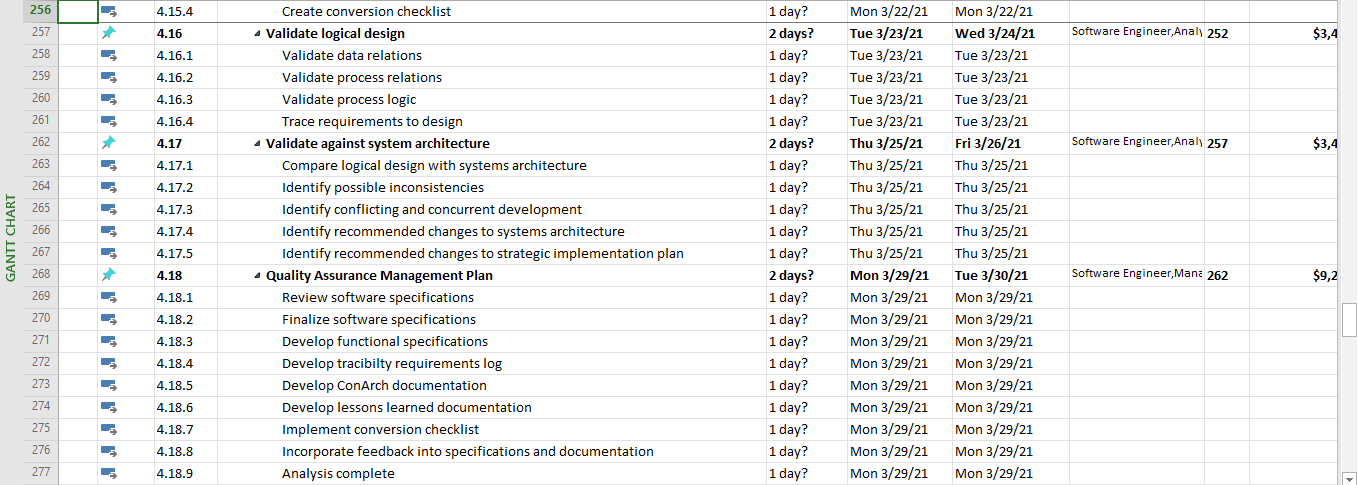 256 4.15.4 Create conversion checklist 1 day? Mon 3/22/21 Mon 3/22/21
257 4.16 Validate logical design 2 days? Tue 3/23/21 Wed 3/24/21 Software Engineer,Analy 252 $3,4
258 4.16.1 Validate data relations 1 day? Tue 3/23/21 Tue 3/23/21
259 4.16.2 Validate process relations 1 day? Tue 3/23/21 Tue 3/23/21
260 4.16.3 Validate process logic 1 day? Tue 3/23/21 Tue 3/23/21
261 4.16.4 Trace requirements to design 1 day? Tue 3/23/21 Tue 3/23/21
262 4.17 Validate against system architecture 2 days? Thu 3/25/21 Fri 3/26/21 Software Engineer,Analy 257 $3,4
263 4.17.1 Compare logical design with systems architecture 1 day? Thu 3/25/21 Thu 3/25/21
264 4.17.2 Identify possible inconsistencies 1 day? Thu 3/25/21 Thu 3/25/21
265 4.17.3 Identify conflicting and concurrent development 1 day? Thu 3/25/21 Thu 3/25/21
266 4.17.4 Identify recommended changes to systems architecture 1 day? Thu 3/25/21 Thu 3/25/21
267 4.17.5 Identify recommended changes to strategic implementation plan 1 day? Thu 3/25/21 Thu 3/25/21
268 4.18 Quality Assurance Management Plan 2 days? Mon 3/29/21 Tue 3/30/21 Software Engineer,Mana 262 $9,2
269 4.18.1 Review software specifications 1 day? Mon 3/29/21 Mon 3/29/21
270 4.18.2 Finalize software specifications 1 day? Mon 3/29/21 Mon 3/29/21
271 4.18.3 Develop functional specifications 1 day? Mon 3/29/21 Mon 3/29/21
272 4.18.4 Develop tracibilty requirements log 1 day? Mon 3/29/21 Mon 3/29/21
273 4.18.5 Develop ConArch documentation 1 day? Mon 3/29/21 Mon 3/29/21
274 4.18.6 Develop lessons learned documentation 1 day? Mon 3/29/21 Mon 3/29/21
275 4.18.7 Implement conversion checklist 1 day? Mon 3/29/21 Mon 3/29/21
276 4.18.8 Incorporate feedback into specifications and documentation 1 day? Mon 3/29/21 Mon 3/29/21
277 4.18.9 Analysis complete 1 day? Mon 3/29/21 Mon 3/29/21
GANTT CHART